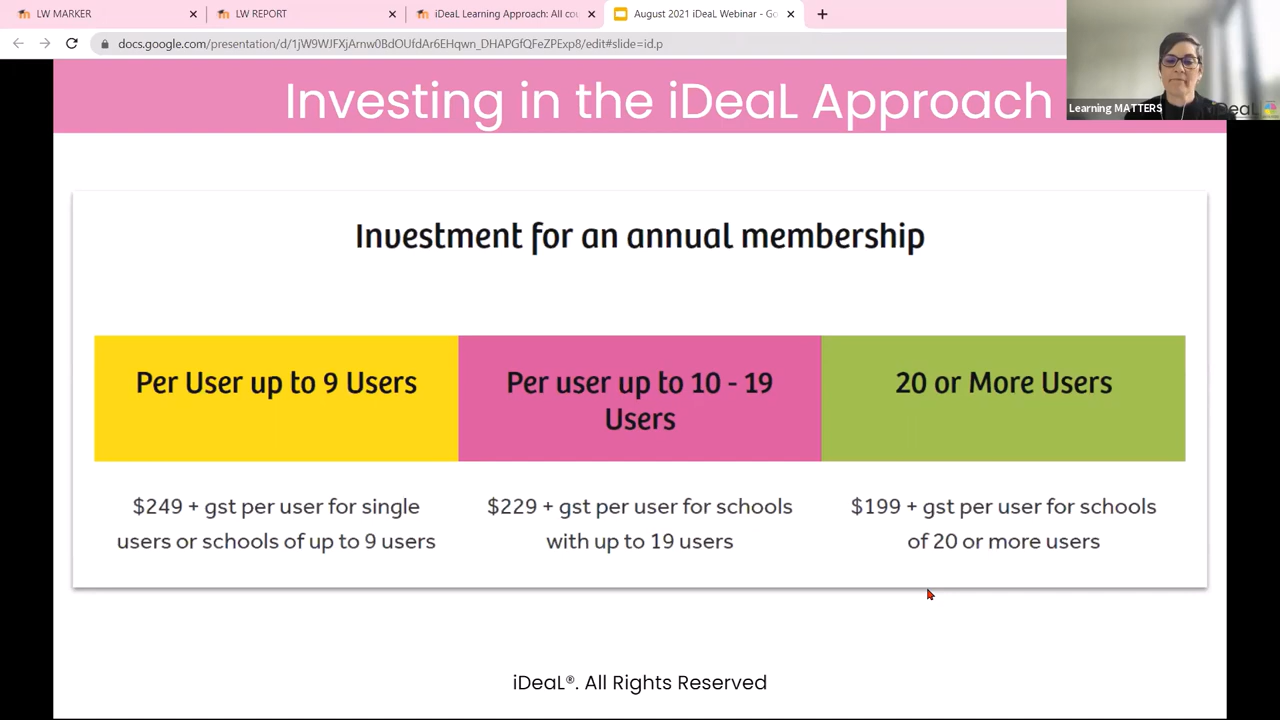 LW MARKER
LW REPORT
iDeaL Learning Approach: All cou
August 2021 iDeaL Webinar - Go
docs.google.com/presentation/d/1jW9WJFXjArnw0BdOUfdAr6EHqwn_DHAPGfQFeZPExp8/edit#slide=id.p
Investing in the iDeaL Approach
Learning MATTERS
iDeaL
Investment for an annual membership
Per User up to 9 Users
Per user up to 10 - 19
Users
20 or More Users
$249 + gst per user for single
users or schools of up to 9 users
$229 + gst per user for schools
with up to 19 users
$199 + gst per user for schools
of 20 or more users
iDeaL®. All Rights Reserved